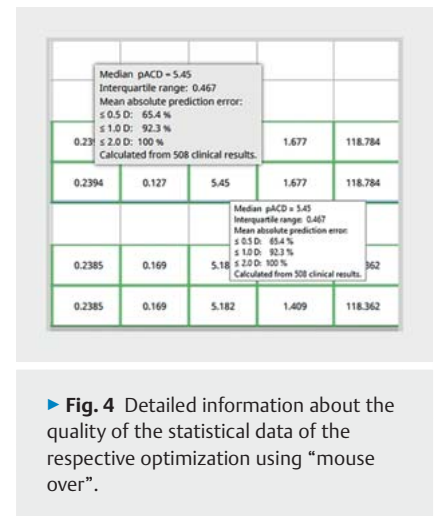 Median pACD = 5.45
Interquartile range: 0.467
Mean absolute prediction error:
≤ 0.5 D: 65.4 %
≤ 1.0 D: 92.3 %
≤ 2.0 D: 100 %
Calculated from 508 clinical results.
0.23 1.677 118.784
0.2394 0.127 5.45 1.677 118.784
Median pACD = 5.45
Interquartile range: 0.467
Mean absolute prediction error:
≤ 0.5 D: 65.4 %
≤ 1.0 D: 92.3 %
≤ 2.0 D: 100 %
Calculated from 508 clinical results.
0.2385 0.169 5.18 362
0.2385 0.169 5.182 1.409 118.362
► Fig. 4 Detailed information about the
quality of the statistical data of the
respective optimization using “mouse
over”.